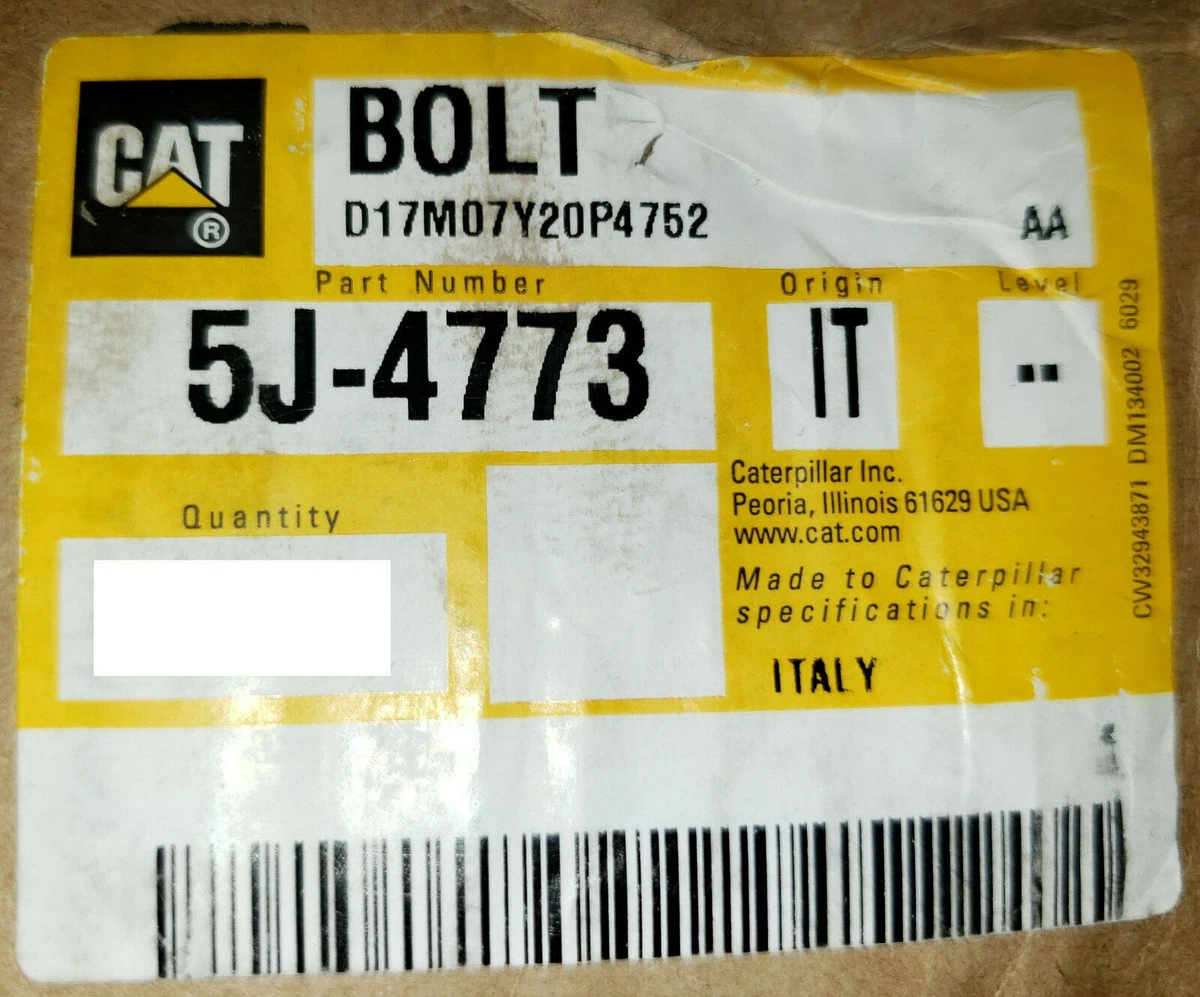 CAT
®
BOLT
D17M07Y20P4752 AA
Part Number Origin Level
5J-4773 IT --
Quantity
Caterpillar Inc.
Peoria, Illinois 61629 USA
www.cat.com
Made to Caterpillar
specifications in:
ITALY
CW32943871 DM134002 6029